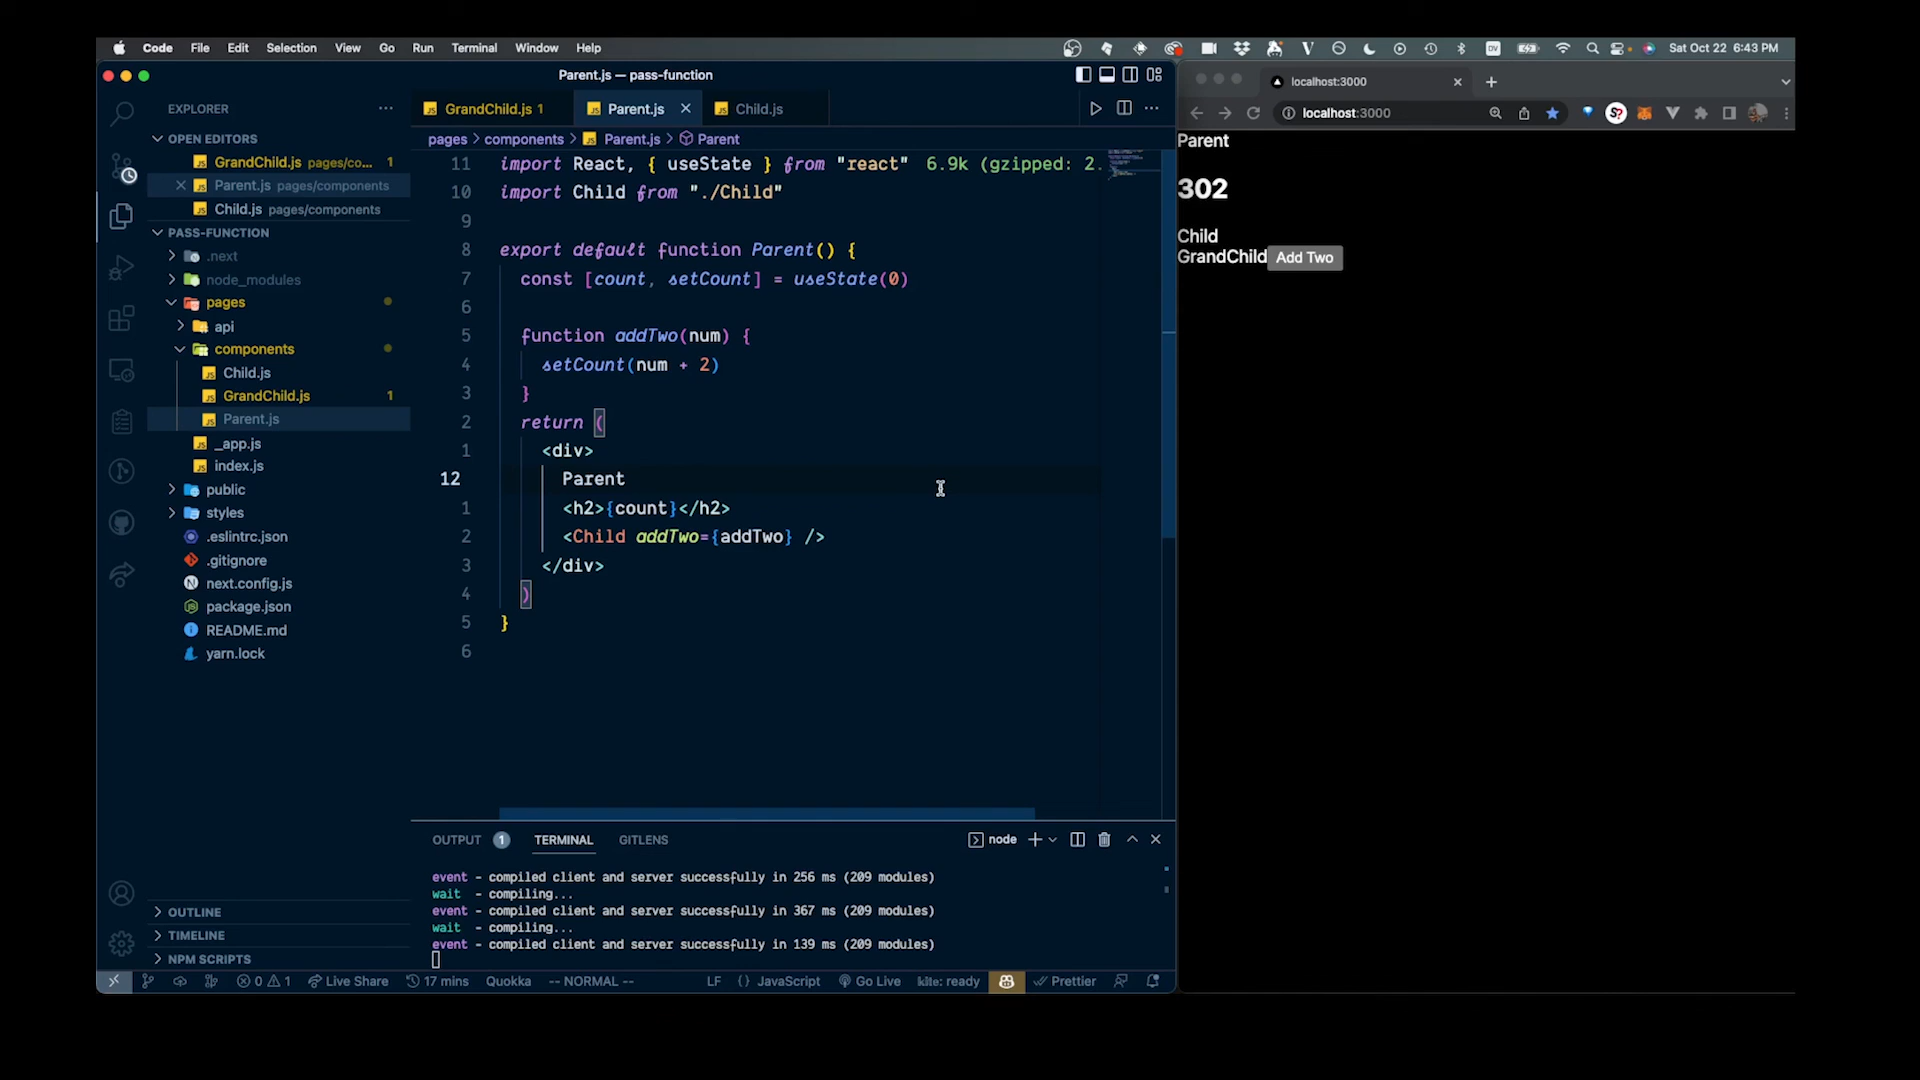 Code File Edit Selection View Go Run Terminal Window Help
Sat Oct 22 6:43 PM
Parent.js — pass-function
EXPLORER
OPEN EDITORS
GrandChild.js pages/co... 1
Parent.js pages/components
Child.js pages/components
PASS-FUNCTION
.next
node_modules
pages
api
components
Child.js
GrandChild.js 1
Parent.js
_app.js
index.js
public
styles
.eslintrc.json
.gitignore
next.config.js
package.json
README.md
yarn.lock
OUTLINE
TIMELINE
NPM SCRIPTS
GrandChild.js 1 Parent.js Child.js
pages > components > Parent.js > Parent
11 import React, { useState } from "react" 6.9k (gzipped: 2.
10 import Child from "./Child"
9
8 export default function Parent() {
7 const [count, setCount] = useState(0)
6
5 function addTwo(num) {
4 setCount(num + 2)
3 }
2 return (
1 <div>
12 Parent
1 <h2>{count}</h2>
2 <Child addTwo={addTwo} />
3 </div>
4 )
5 }
6
OUTPUT 1 TERMINAL GITLENS
node
event - compiled client and server successfully in 256 ms (209 modules)
wait - compiling...
event - compiled client and server successfully in 367 ms (209 modules)
wait - compiling...
event - compiled client and server successfully in 139 ms (209 modules)
0 1 Live Share 17 mins Quokka -- NORMAL -- LF {} JavaScript Go Live kite: ready Prettier
localhost:3000
localhost:3000
Parent
302
Child
GrandChild Add Two